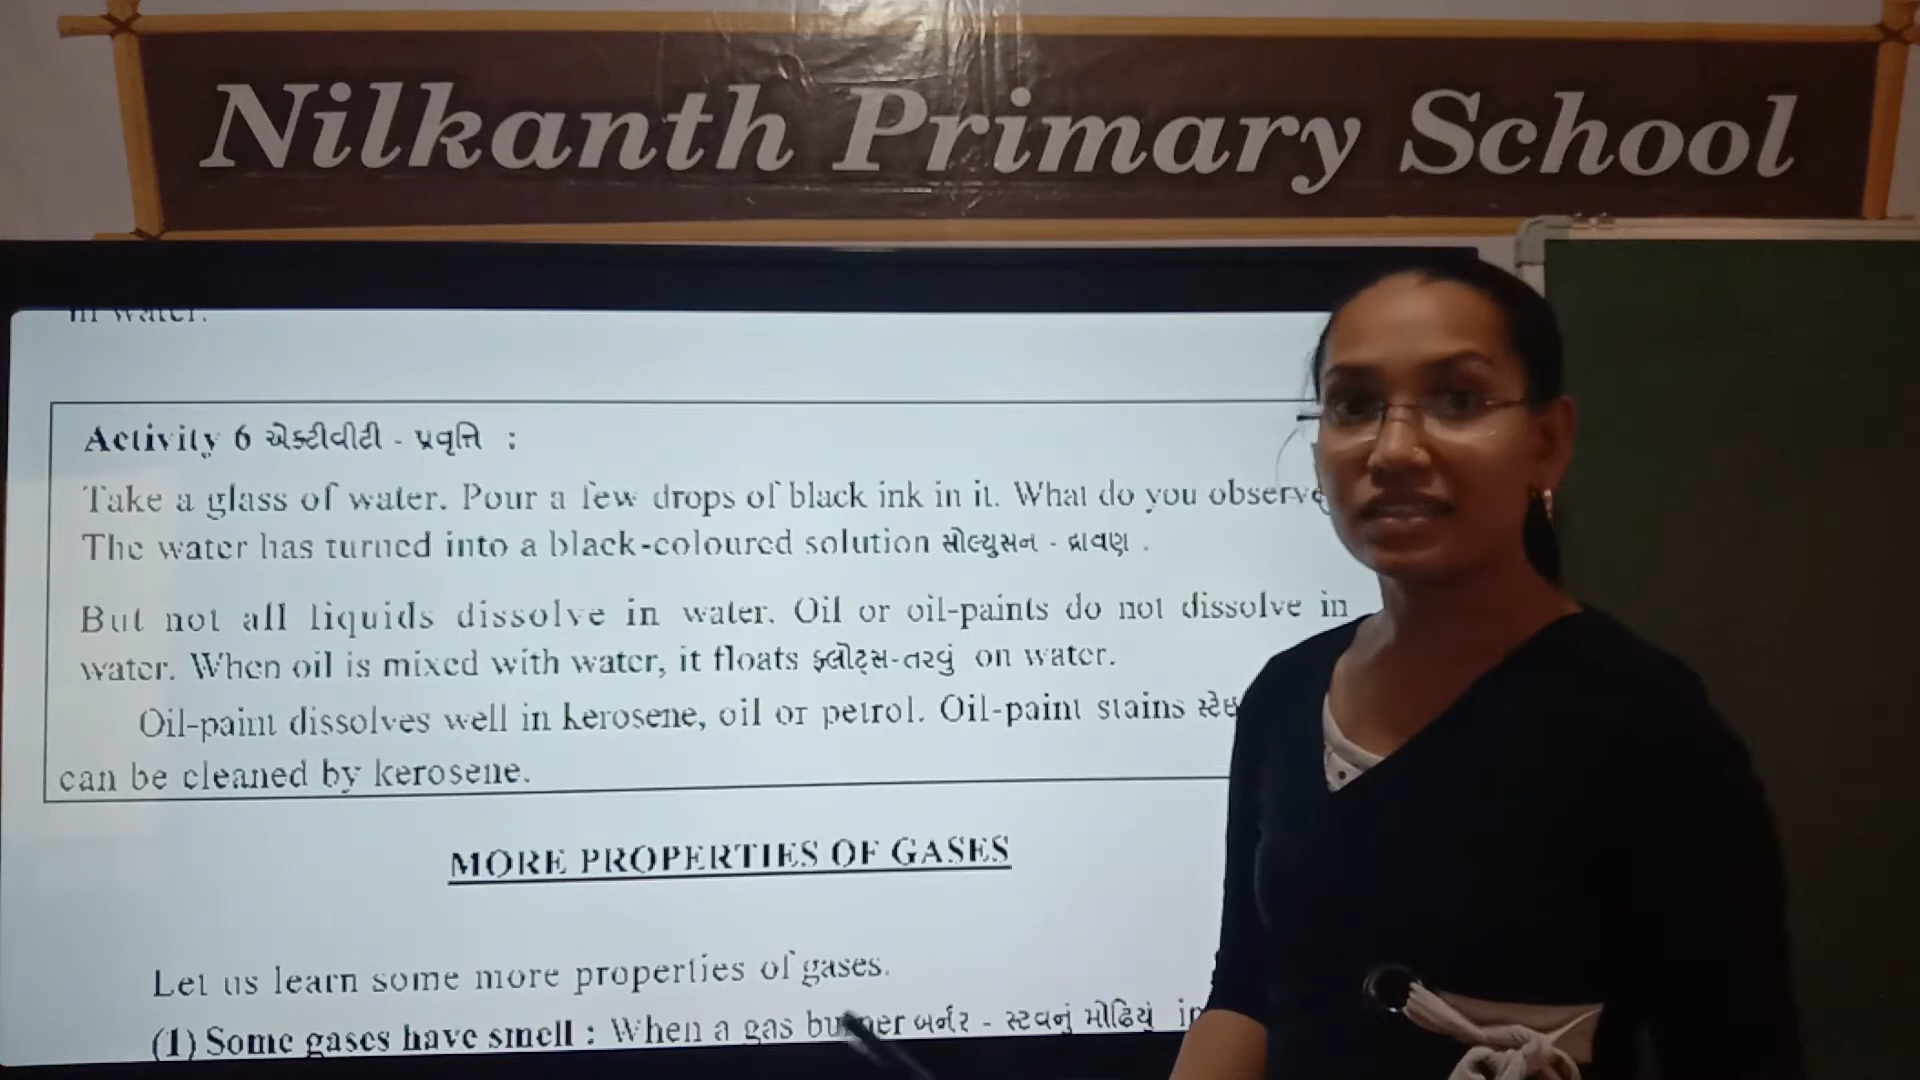 Nilkanth Primary School
in water.
Activity 6 એક્ટીવીટી - પ્રવૃત્તિ :
Take a glass of water. Pour a few drops of black ink in it. What do you observe
The water has turned into a black-coloured solution સોલ્યુસન - દ્રાવણ .
But not all liquids dissolve in water. Oil or oil-paints do not dissolve in
water. When oil is mixed with water, it floats ફ્લોટ્સ-તરવું on water.
Oil-paint dissolves well in kerosene, oil or petrol. Oil-paint stains
can be cleaned by kerosene.
MORE PROPERTIES OF GASES
Let us learn some more properties of gases.
(1) Some gases have smell : When a gas burner બર્નર - સ્ટવનું મોઢિયું in